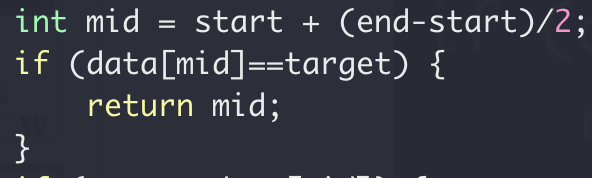 int mid = start + (end-start)/2;
if (data[mid]==target) {
    return mid;
}